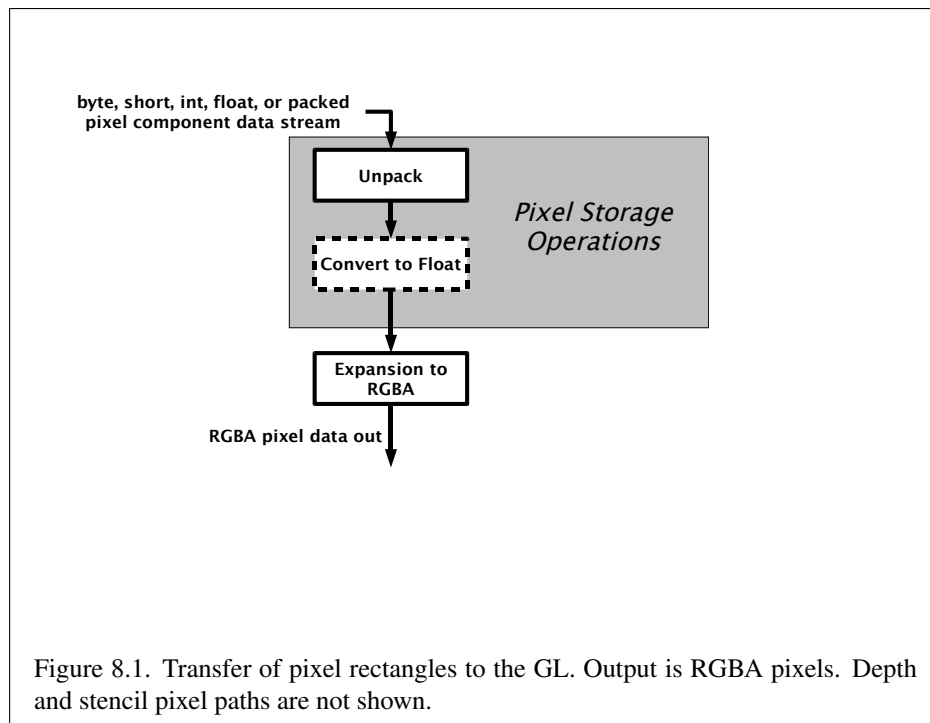 byte, short, int, float, or packed
pixel component data stream
Unpack
Pixel Storage
Operations
Convert to Float
Expansion to
RGBA
RGBA pixel data out
Figure 8.1. Transfer of pixel rectangles to the GL. Output is RGBA pixels. Depth
and stencil pixel paths are not shown.